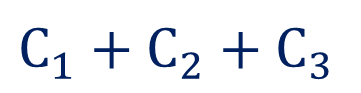 C₁ + C₂ + C₃